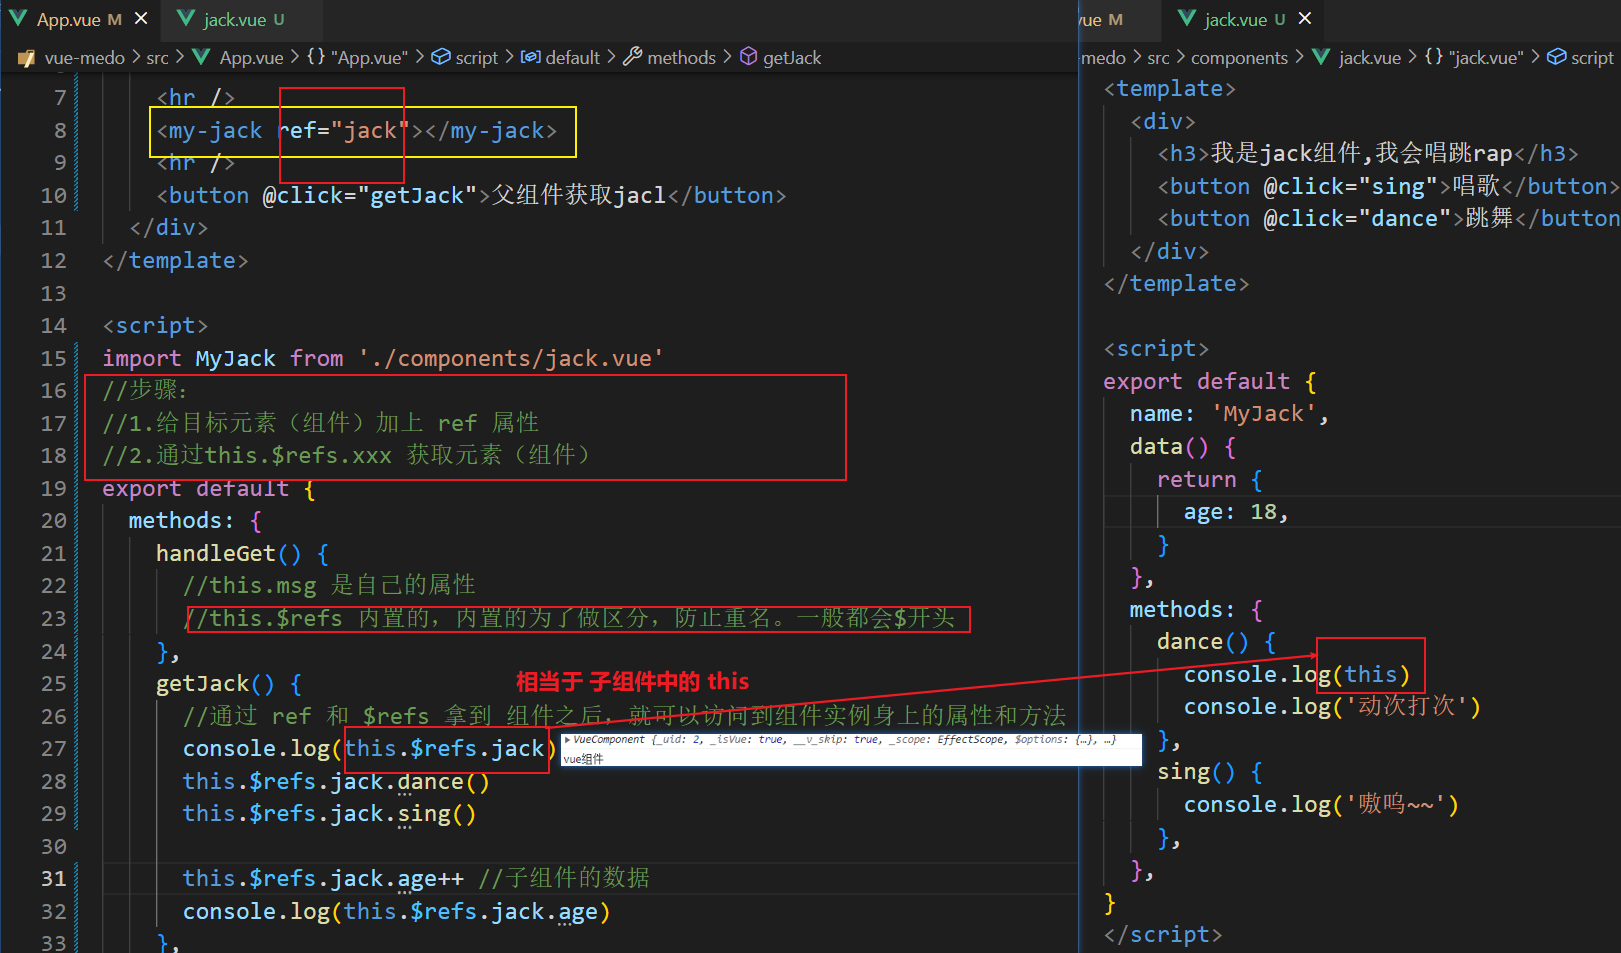 App.vue M
jack.vue U
vue-medo > src > App.vue > {} "App.vue" > script > default > methods > getJack
7 <hr />
8 <my-jack ref="jack"></my-jack>
9 <hr />
10 <button @click="getJack">父组件获取jacl</button>
11 </div>
12 </template>
13
14 <script>
15 import MyJack from './components/jack.vue'
16 //步骤:
17 //1.给目标元素（组件）加上 ref 属性
18 //2.通过this.$refs.xxx 获取元素（组件）
19 export default {
20 methods: {
21 handleGet() {
22 //this.msg 是自己的属性
23 //this.$refs 内置的，内置的为了做区分，防止重名。一般都会$开头
24 },
相当于 子组件中的 this
25 getJack() {
26 //通过 ref 和 $refs 拿到 组件之后，就可以访问到组件实例身上的属性和方法
27 console.log(this.$refs.jack)
VueComponent {_uid: 2, _isVue: true, __v_skip: true, _scope: EffectScope, $options: {…}, …}
vue组件
28 this.$refs.jack.dance()
29 this.$refs.jack.sing()
30
31 this.$refs.jack.age++ //子组件的数据
32 console.log(this.$refs.jack.age)
33 },
vue M
jack.vue U
medo > src > components > jack.vue > {} "jack.vue" > script
<template>
<div>
<h3>我是jack组件,我会唱跳rap</h3>
<button @click="sing">唱歌</button>
<button @click="dance">跳舞</button
</div>
</template>
<script>
export default {
name: 'MyJack',
data() {
return {
age: 18,
}
},
methods: {
dance() {
console.log(this)
console.log('动次打次')
},
sing() {
console.log('嗷呜~~')
},
},
}
</script>